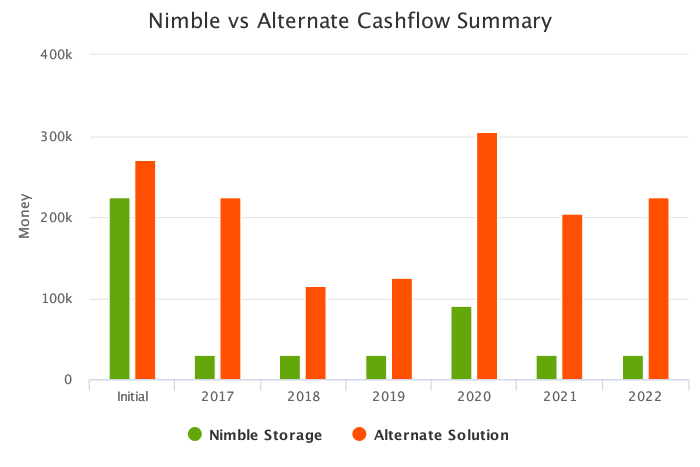 Nimble vs Alternate Cashflow Summary
400k
300k
200k
100k
0
Money
Initial 2017 2018 2019 2020 2021 2022
Nimble Storage Alternate Solution